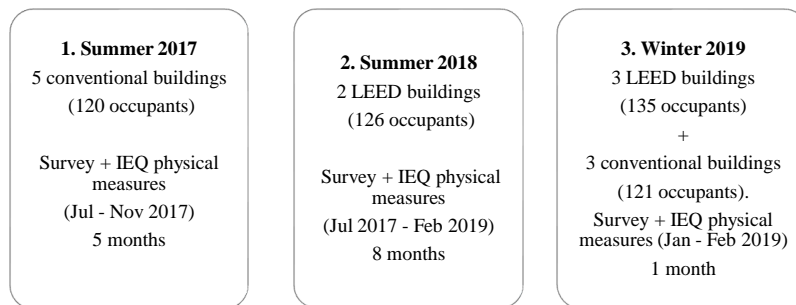 1. Summer 2017
5 conventional buildings
(120 occupants)
Survey + IEQ physical
measures
(Jul - Nov 2017)
5 months
2. Summer 2018
2 LEED buildings
(126 occupants)
Survey + IEQ physical
measures
(Jul 2017 - Feb 2019)
8 months
3. Winter 2019
3 LEED buildings
(135 occupants)
+
3 conventional buildings
(121 occupants).
Survey + IEQ physical
measures (Jan - Feb 2019)
1 month